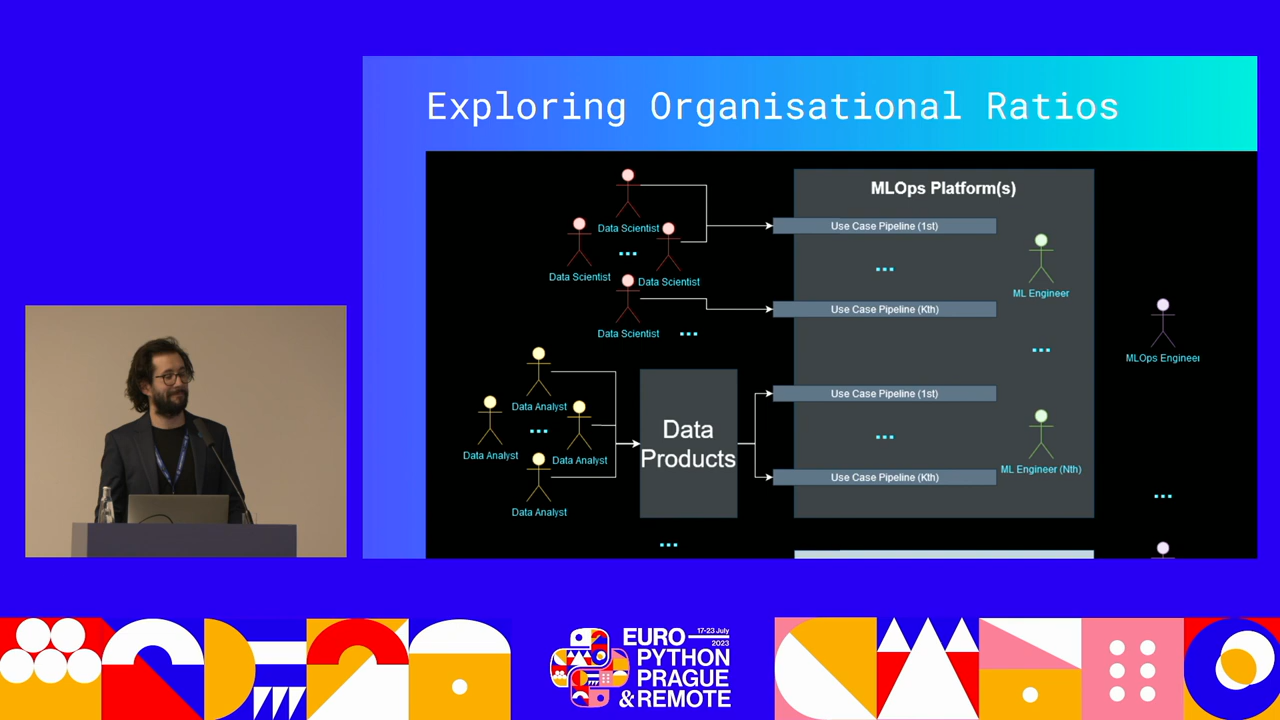 Exploring Organisational Ratios
MLOps Platform(s)
Data Scientist
Use Case Pipeline (1st)
...
...
Data Scientist
Data Scientist
ML Engineer
Use Case Pipeline (Kth)
Data Scientist
...
...
MLOps Engineer
Use Case Pipeline (1st)
Data Analyst
...
Data Products
...
Data Analyst
Data Analyst
ML Engineer (Nth)
Use Case Pipeline (Kth)
...
Data Analyst
...
EURO
17-23 July
2023
PYTHON
PRAGUE
& REMOTE